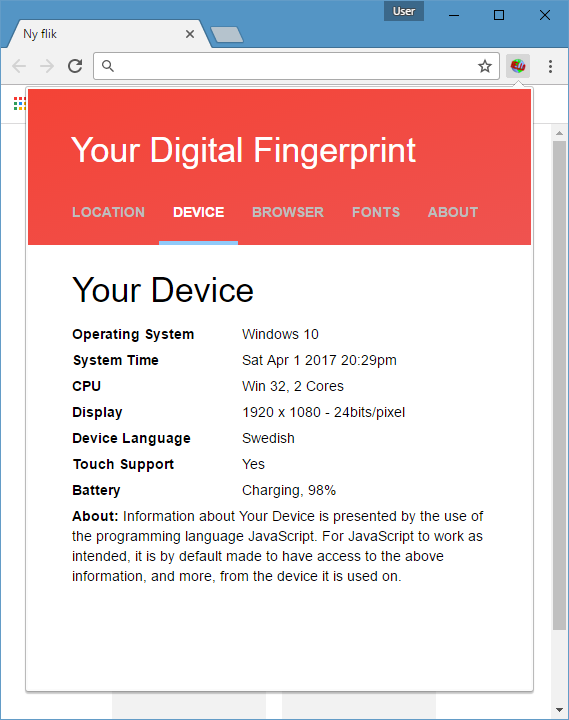 User
Ny flik
Your Digital Fingerprint
LOCATION DEVICE BROWSER FONTS ABOUT
Your Device
Operating System Windows 10
System Time Sat Apr 1 2017 20:29pm
CPU Win 32, 2 Cores
Display 1920 x 1080 - 24bits/pixel
Device Language Swedish
Touch Support Yes
Battery Charging, 98%
About: Information about Your Device is presented by the use of
the programming language JavaScript. For JavaScript to work as
intended, it is by default made to have access to the above
information, and more, from the device it is used on.